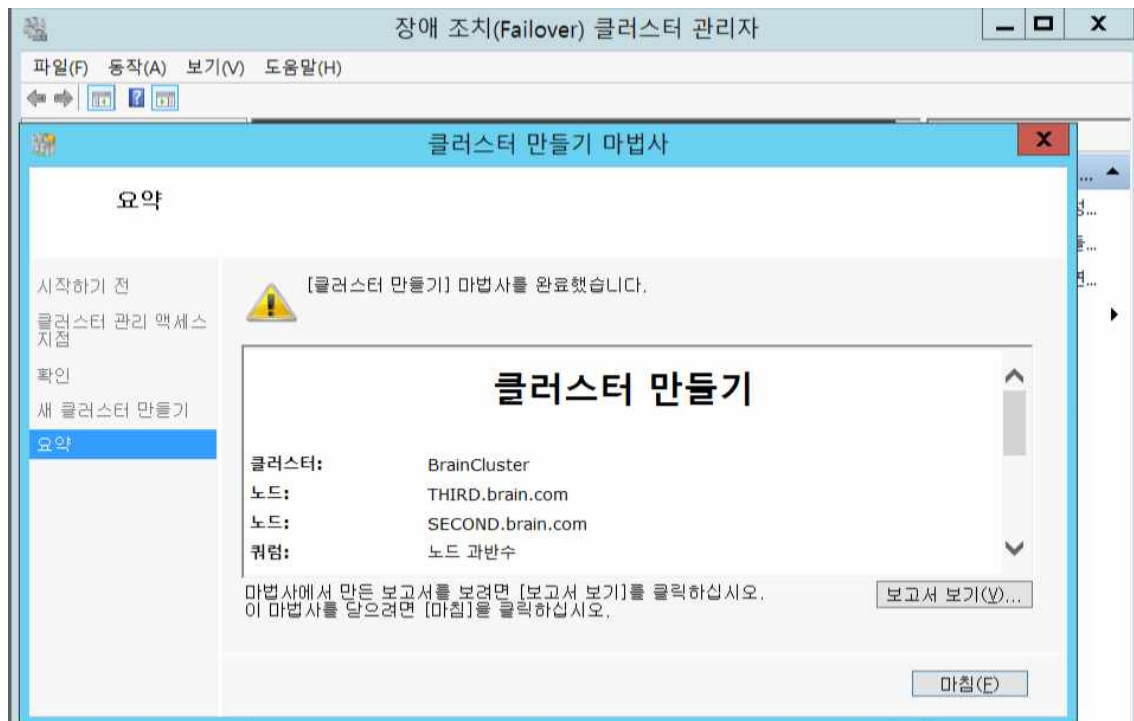 장애 조치(Failover) 클러스터 관리자
파일(F) 동작(A) 보기(V) 도움말(H)
클러스터 만들기 마법사
요약
시작하기 전
클러스터 관리 액세스
지점
확인
새 클러스터 만들기
요약
[클러스터 만들기] 마법사를 완료했습니다.
클러스터 만들기
클러스터: BrainCluster
노드: THIRD.brain.com
노드: SECOND.brain.com
쿼럼: 노드 과반수
마법사에서 만든 보고서를 보려면 [보고서 보기]를 클릭하십시오.
이 마법사를 닫으려면 [마침]을 클릭하십시오.
보고서 보기(V)...
마침(F)